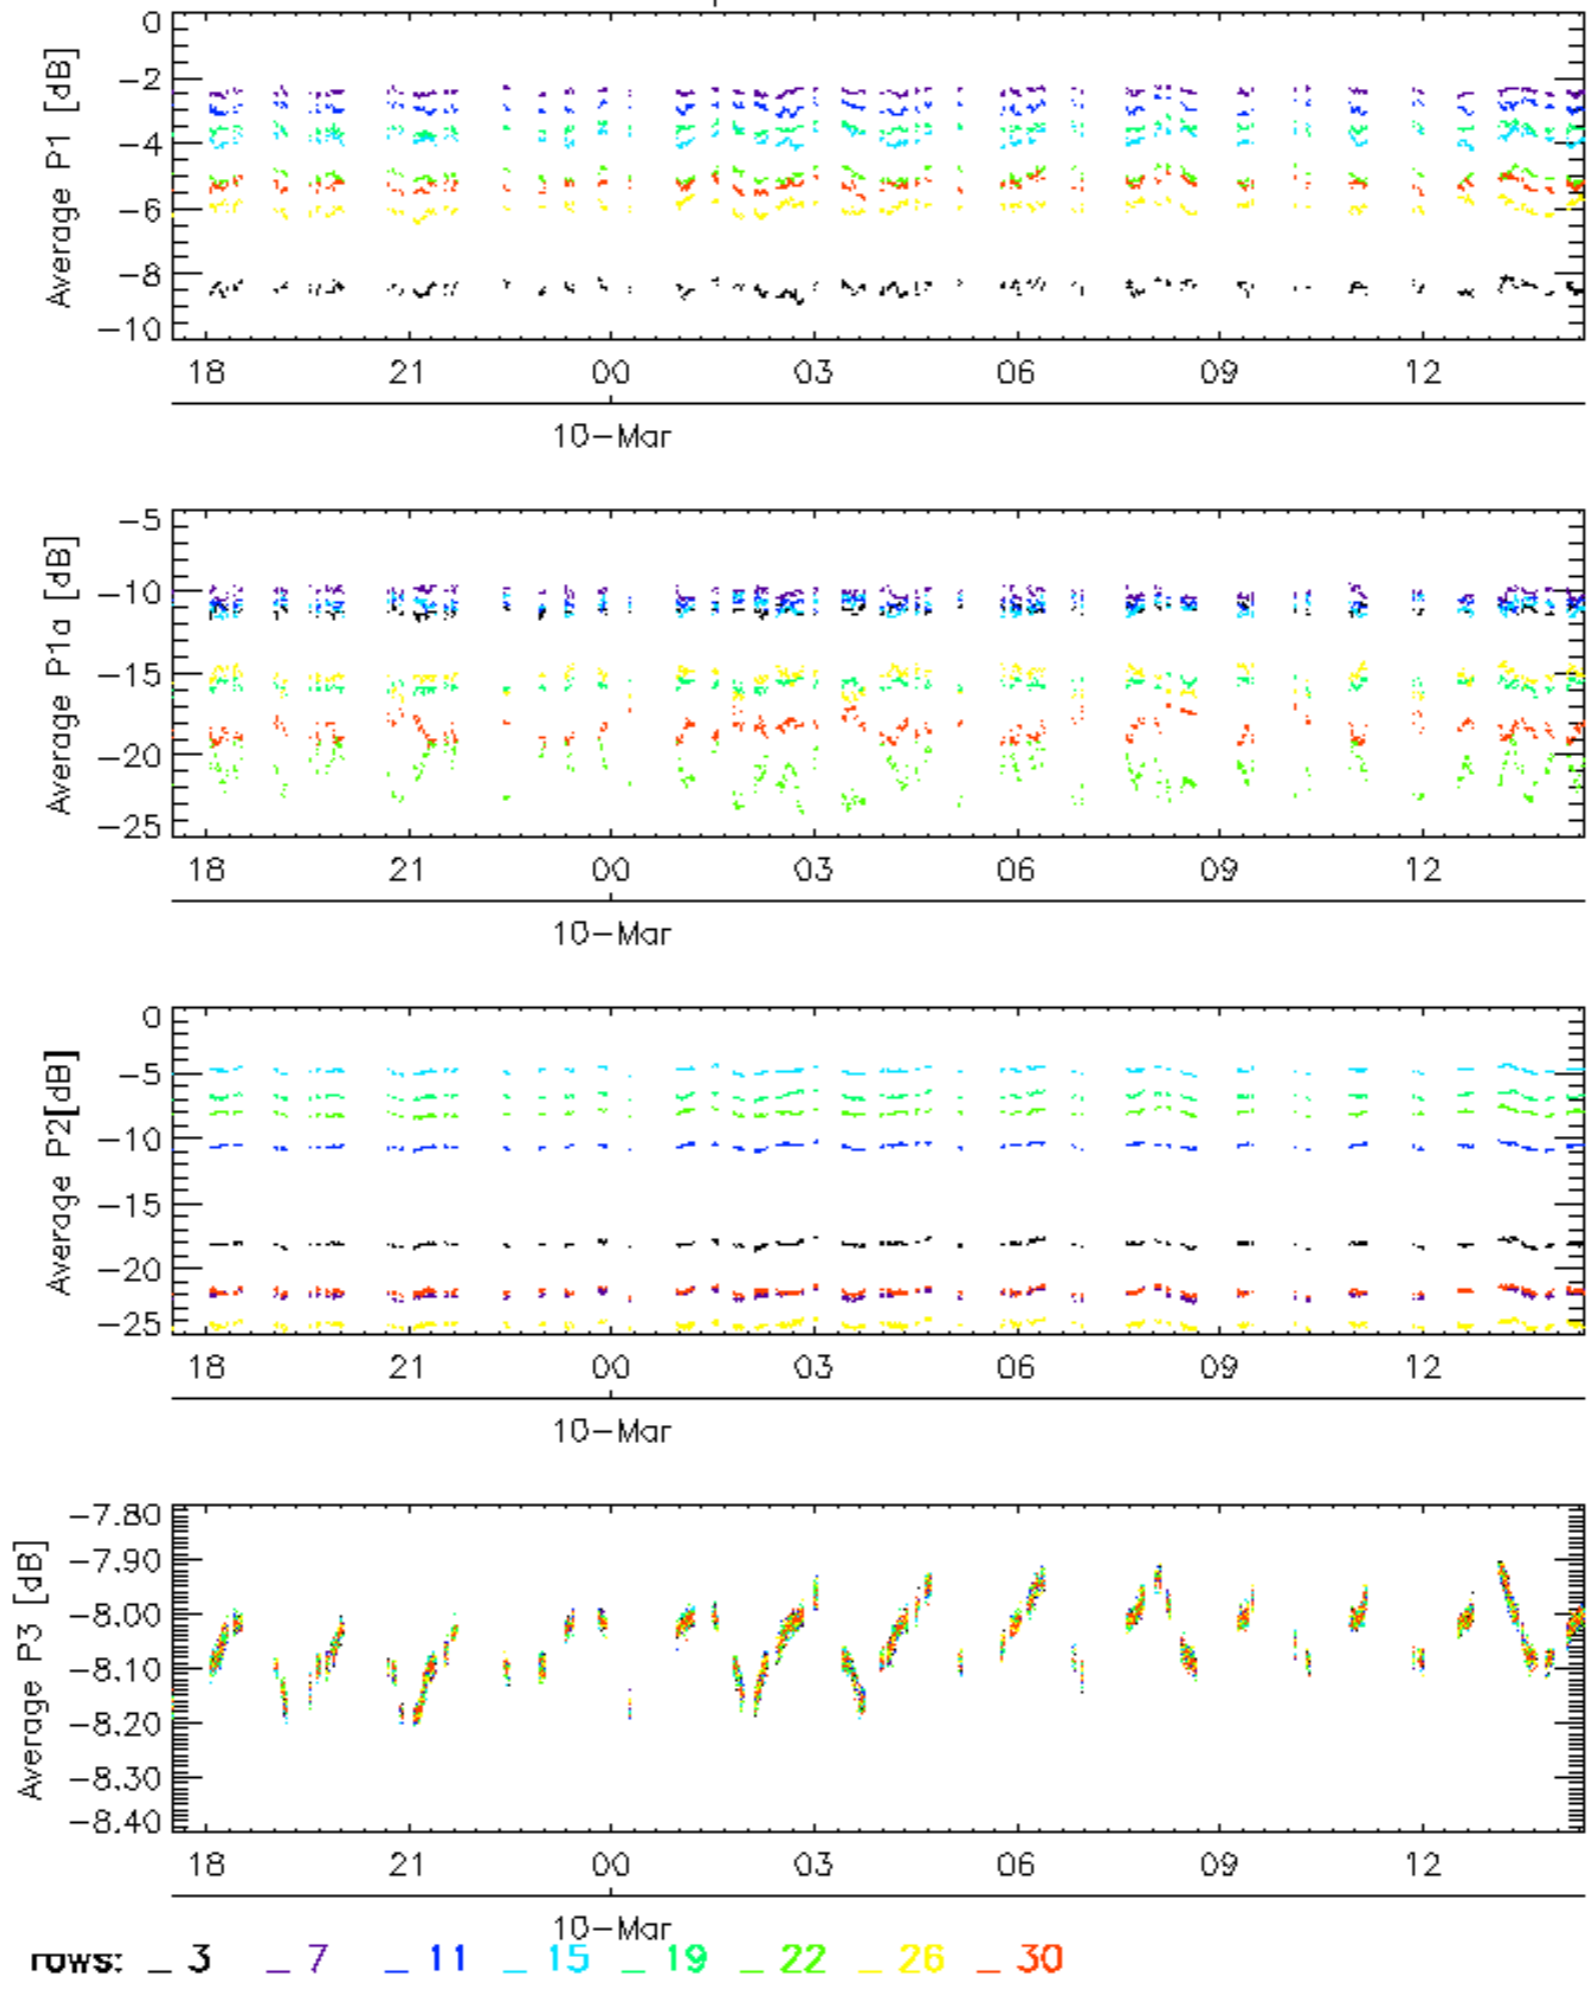 0
−2
−4
−6
−8
−10
Average P1 [dB]
18 21 00 03 06 09 12
10−Mar
−5
−10
−15
−20
−25
Average P1a [dB]
18 21 00 03 06 09 12
10−Mar
0
−5
−10
−15
−20
−25
Average P2[dB]
18 21 00 03 06 09 12
10−Mar
−7.80
−7.90
−8.00
−8.10
−8.20
−8.30
−8.40
Average P3 [dB]
18 21 00 03 06 09 12
10−Mar
rows: _ 3 _ 7 _ 11 _ 15 _ 19 _ 22 _ 26 _ 30